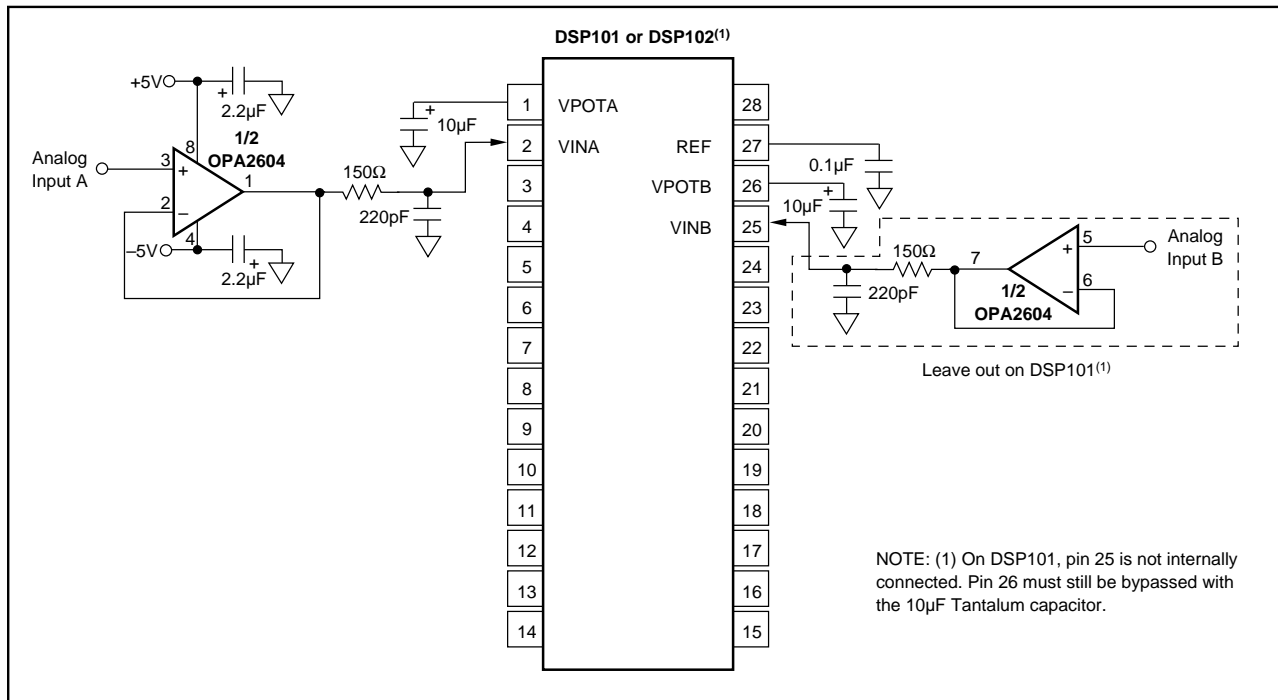 DSP101 or DSP102(1)
+5V
+
2.2µF
1/2
OPA2604
8
Analog
Input A
3
+
1
2
–
4
–5V
+
2.2µF
150Ω
220pF
+
10µF
1 VPOTA
2 VINA
3
4
5
6
7
8
9
10
11
12
13
14
28
REF 27
VPOTB 26
VINB 25
24
23
22
21
20
19
18
17
16
15
0.1µF
10µF
+
150Ω
220pF
7
5
+
6
–
1/2
OPA2604
Analog
Input B
Leave out on DSP101(1)
NOTE: (1) On DSP101, pin 25 is not internally
connected. Pin 26 must still be bypassed with
the 10µF Tantalum capacitor.